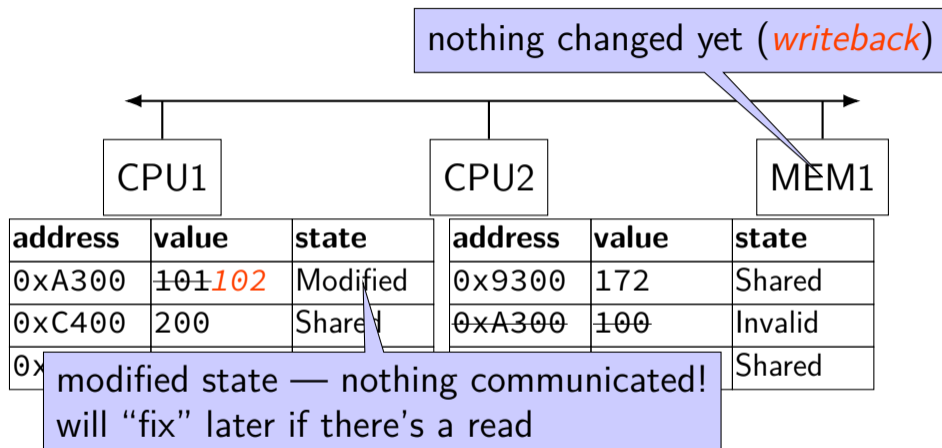 nothing changed yet (writeback)
CPU1 CPU2 MEM1
address value state address value state
0xA300 101102 Modified 0x9300 172 Shared
0xC400 200 Shared 0xA300 100 Invalid
0x Shared
modified state — nothing communicated!
will “fix” later if there's a read